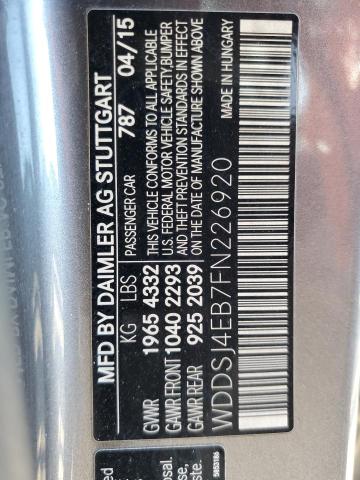 MFD BY DAIMLER AG STUTTGART
787 04/15
KG LBS PASSENGER CAR
GVWR 1965 4332
GAWR FRONT 1040 2293
GAWR REAR 925 2039
THIS VEHICLE CONFORMS TO ALL APPLICABLE
U.S. FEDERAL MOTOR VEHICLE SAFETY, BUMPER
AND THEFT PREVENTION STANDARDS IN EFFECT
ON THE DATE OF MANUFACTURE SHOWN ABOVE
MADE IN HUNGARY
WDDSJ4EB7FN226920
5853186